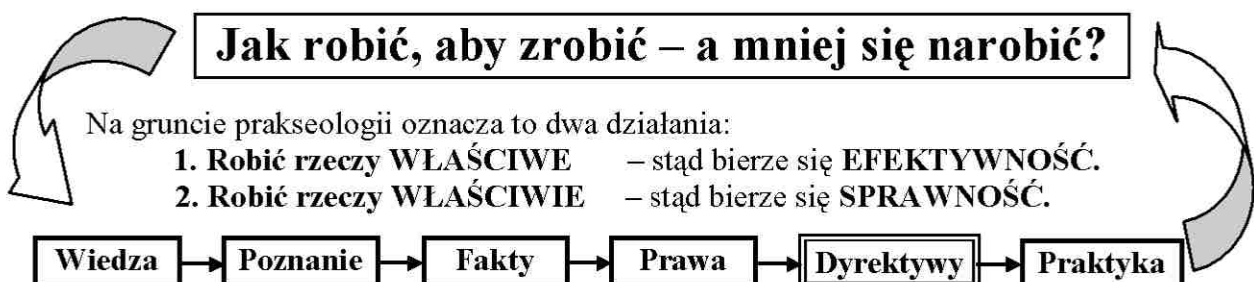 Jak robić, aby zrobić – a mniej się narobić?
Na gruncie prakseologii oznacza to dwa działania:
1. Robić rzeczy WŁAŚCIWE – stąd bierze się EFEKTYWNOŚĆ.
2. Robić rzeczy WŁAŚCIWIE – stąd bierze się SPRAWNOŚĆ.
Wiedza Poznanie Fakty Prawa Dyrektywy Praktyka